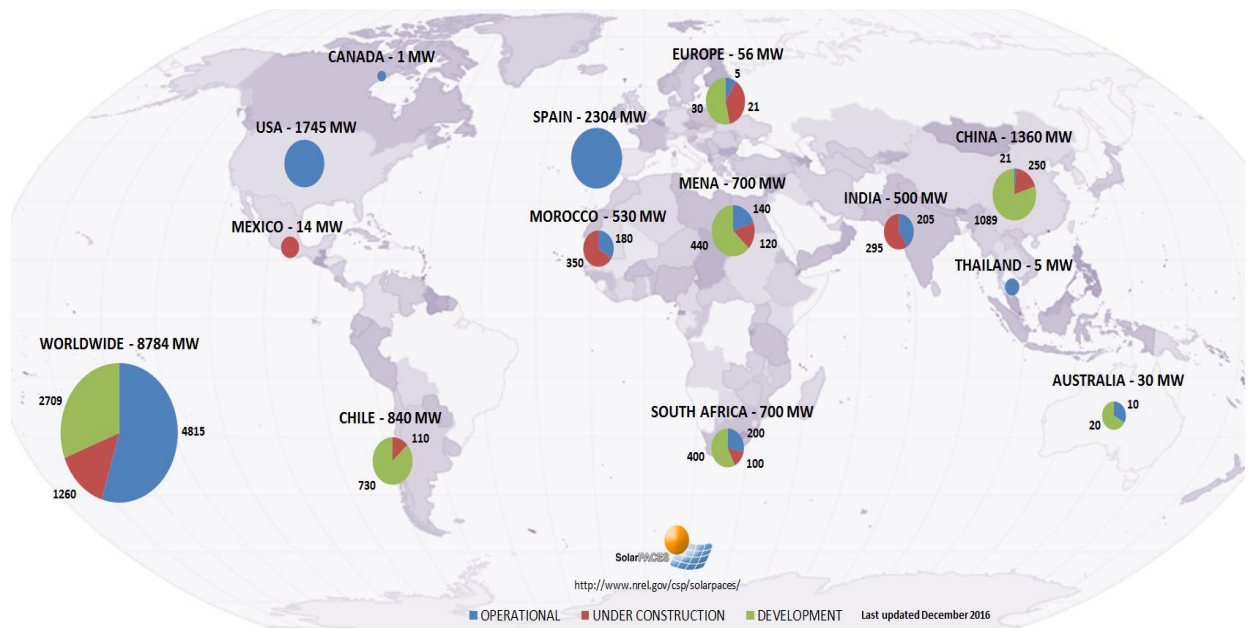 CANADA - 1 MW
EUROPE - 56 MW
5
30
21
USA - 1745 MW
SPAIN - 2304 MW
CHINA - 1360 MW
21
250
1089
MENA - 700 MW
140
440
120
INDIA - 500 MW
205
295
MOROCCO - 530 MW
180
350
MEXICO - 14 MW
THAILAND - 5 MW
WORLDWIDE - 8784 MW
2709
4815
1260
CHILE - 840 MW
110
730
SOUTH AFRICA - 700 MW
200
400
100
AUSTRALIA - 30 MW
10
20
SolarPACES
http://www.nrel.gov/csp/solarpaces/
OPERATIONAL UNDER CONSTRUCTION DEVELOPMENT Last updated December 2016